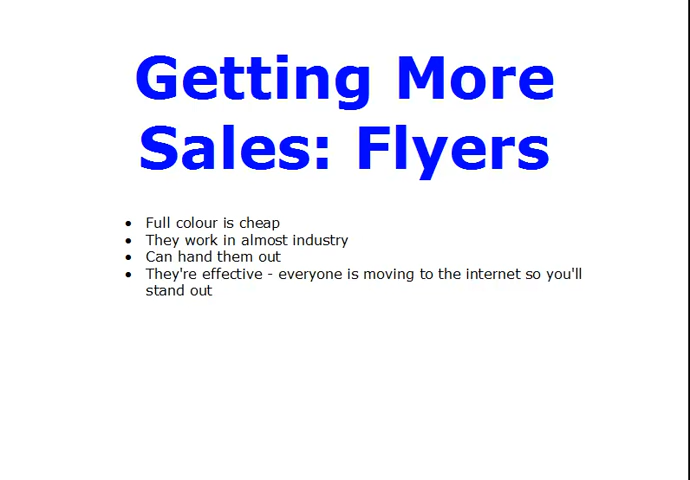 Getting More
Sales: Flyers
• Full colour is cheap
• They work in almost industry
• Can hand them out
• They're effective - everyone is moving to the internet so you'll
stand out